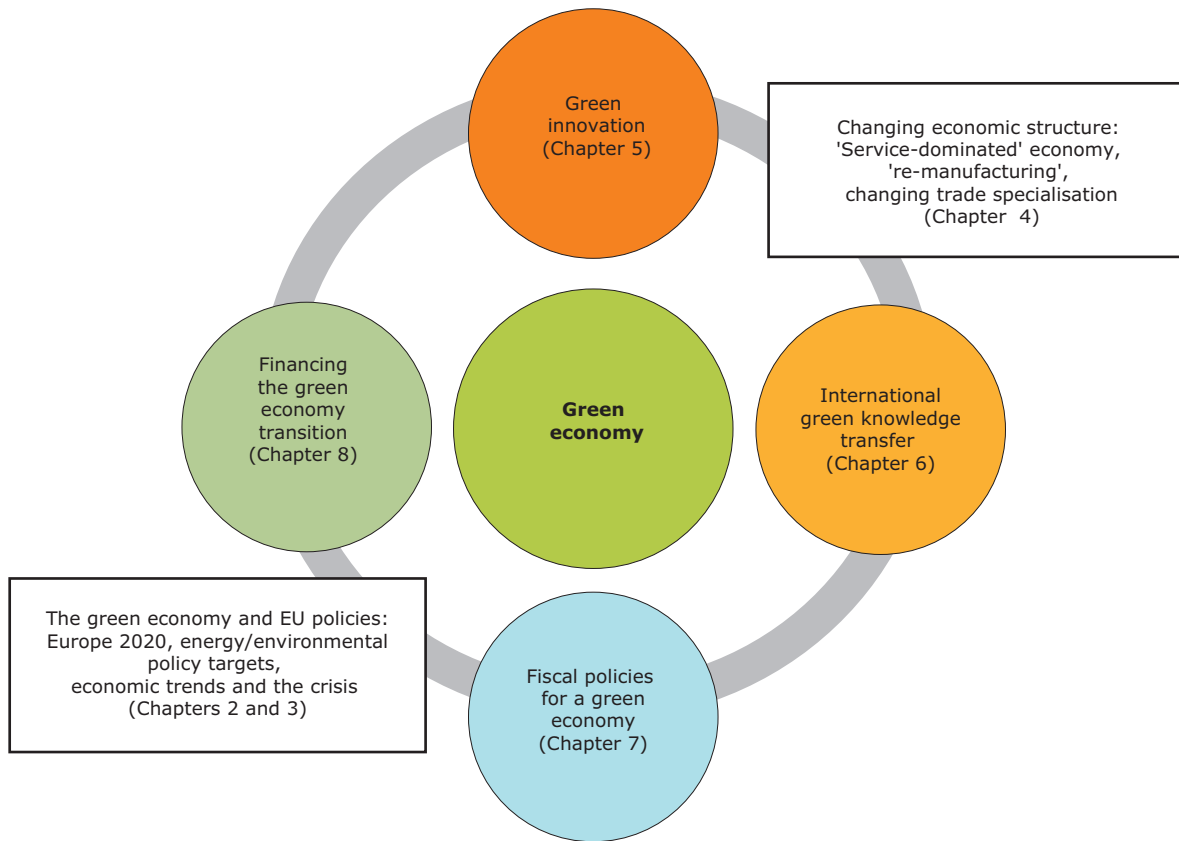 Green
innovation
(Chapter 5)
Changing economic structure:
'Service-dominated' economy,
're-manufacturing',
changing trade specialisation
(Chapter 4)
Financing
the green
economy
transition
(Chapter 8)
Green
economy
International
green knowledge
transfer
(Chapter 6)
The green economy and EU policies:
Europe 2020, energy/environmental
policy targets,
economic trends and the crisis
(Chapters 2 and 3)
Fiscal policies
for a green
economy
(Chapter 7)